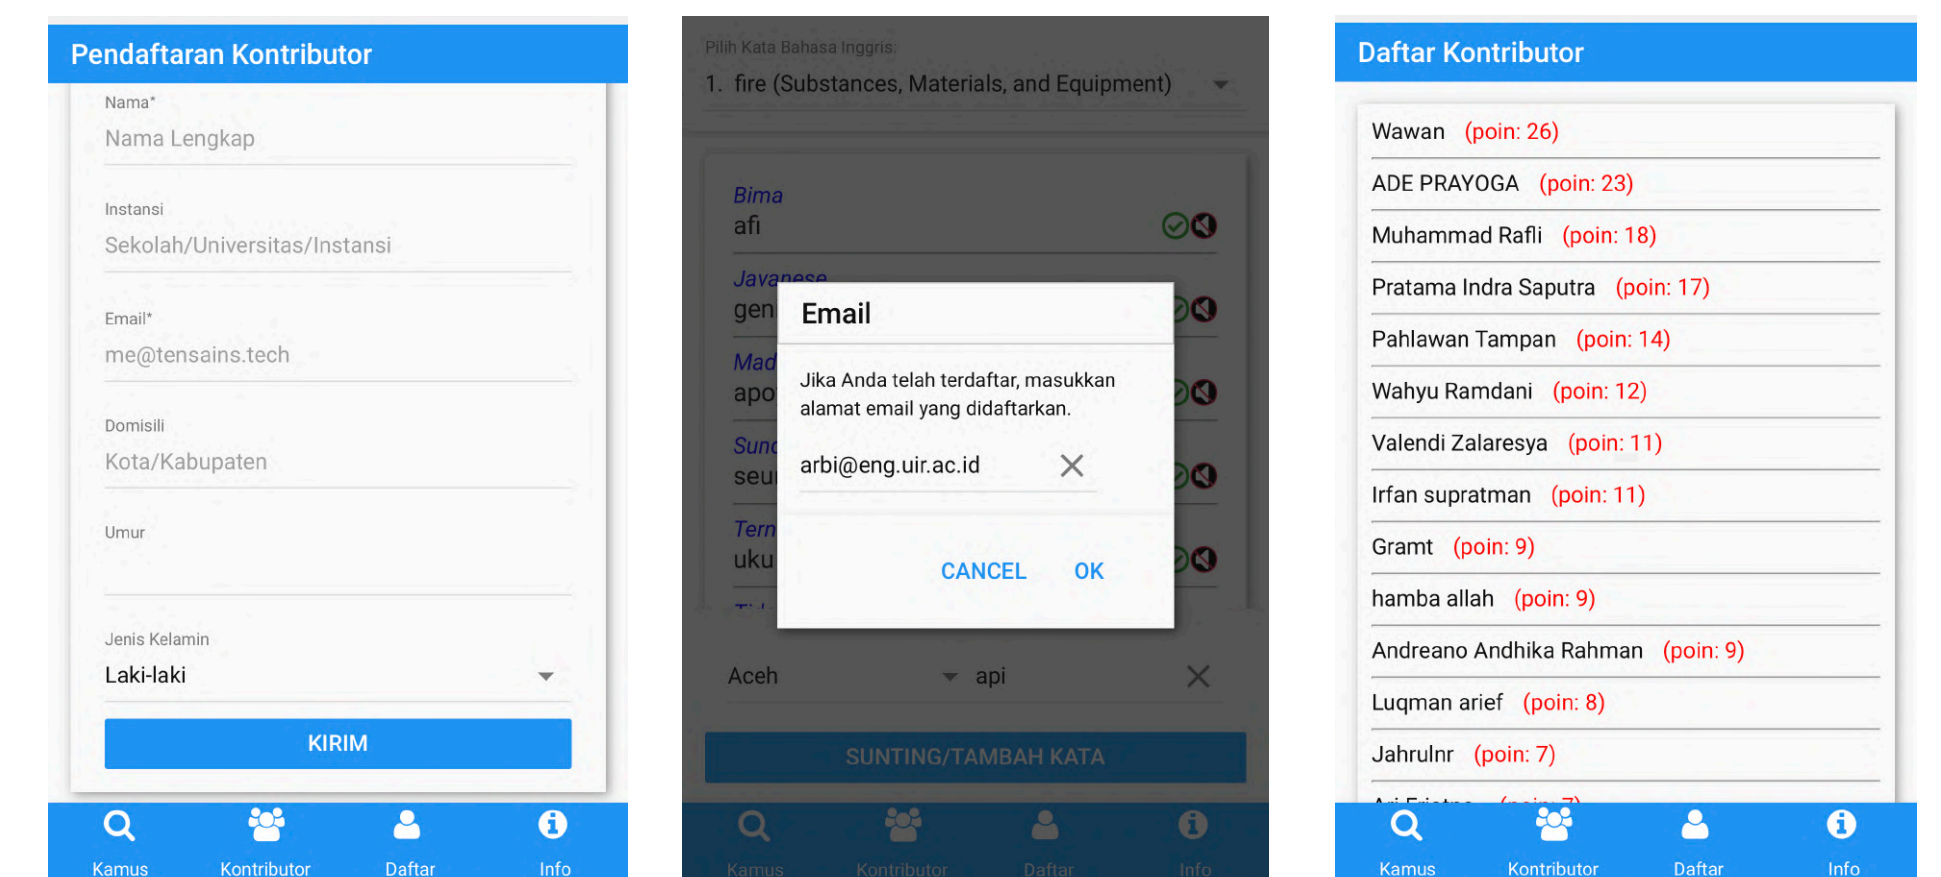 Pendaftaran Kontributor
Nama*
Nama Lengkap
Instansi
Sekolah/Universitas/Instansi
Email*
me@tensains.tech
Domisili
Kota/Kabupaten
Umur
Jenis Kelamin
Laki-laki
KIRIM
Kamus Kontributor Daftar Info
Pilih Kata Bahasa Inggris:
1. fire (Substances, Materials, and Equipment)
Bima
afi
Javanese
gen
Mad
apo
Sund
seu
Tern
uku
Email
Jika Anda telah terdaftar, masukkan
alamat email yang didaftarkan.
arbi@eng.uir.ac.id
CANCEL OK
Aceh api
SUNTING/TAMBAH KATA
Kamus Kontributor Daftar Info
Daftar Kontributor
Wawan (poin: 26)
ADE PRAYOGA (poin: 23)
Muhammad Rafli (poin: 18)
Pratama Indra Saputra (poin: 17)
Pahlawan Tampan (poin: 14)
Wahyu Ramdani (poin: 12)
Valendi Zalaresya (poin: 11)
Irfan supratman (poin: 11)
Gramt (poin: 9)
hamba allah (poin: 9)
Andreano Andhika Rahman (poin: 9)
Luqman arief (poin: 8)
Jahrulnr (poin: 7)
Kamus Kontributor Daftar Info